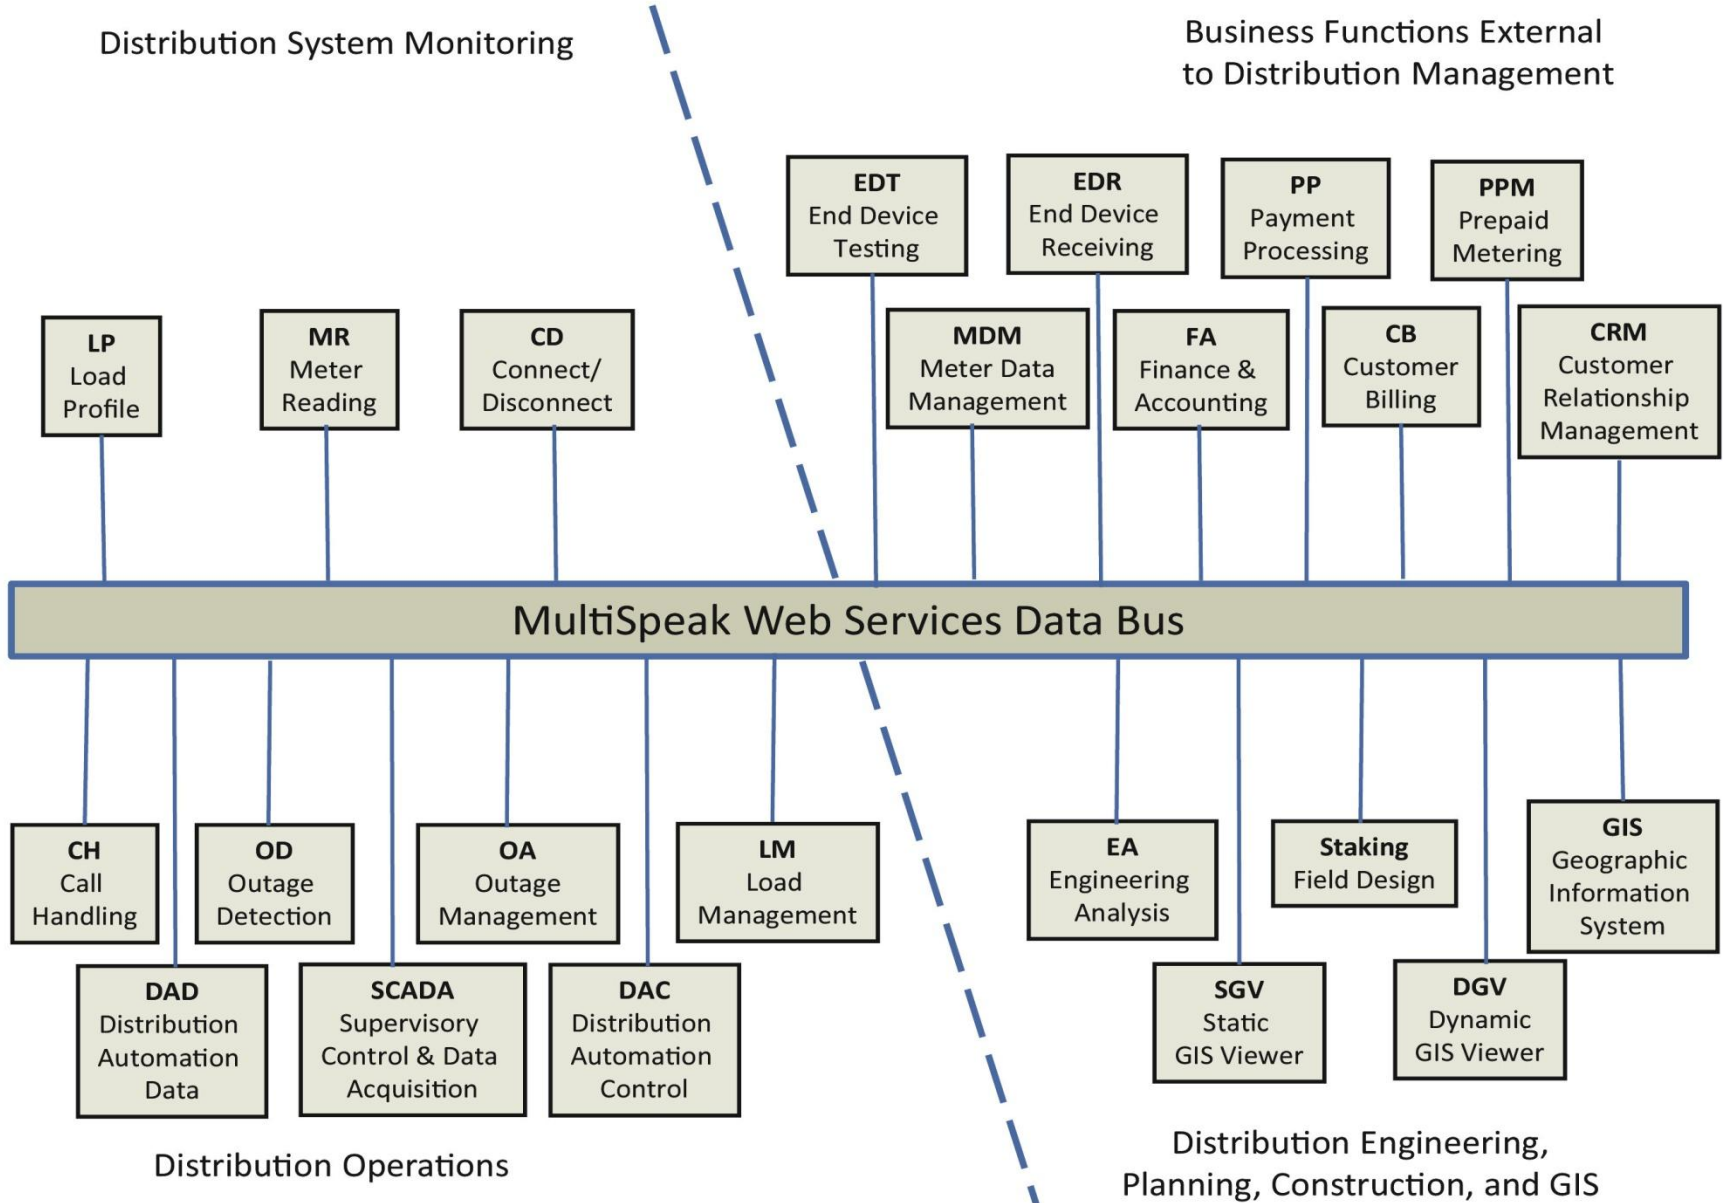 Distribution System Monitoring
Business Functions External
to Distribution Management
EDT
End Device
Testing
EDR
End Device
Receiving
PP
Payment
Processing
PPM
Prepaid
Metering
LP
Load
Profile
MR
Meter
Reading
CD
Connect/
Disconnect
MDM
Meter Data
Management
FA
Finance &
Accounting
CB
Customer
Billing
CRM
Customer
Relationship
Management
MultiSpeak Web Services Data Bus
CH
Call
Handling
OD
Outage
Detection
OA
Outage
Management
LM
Load
Management
EA
Engineering
Analysis
Staking
Field Design
GIS
Geographic
Information
System
DAD
Distribution
Automation
Data
SCADA
Supervisory
Control & Data
Acquisition
DAC
Distribution
Automation
Control
SGV
Static
GIS Viewer
DGV
Dynamic
GIS Viewer
Distribution Operations
Distribution Engineering,
Planning, Construction, and GIS